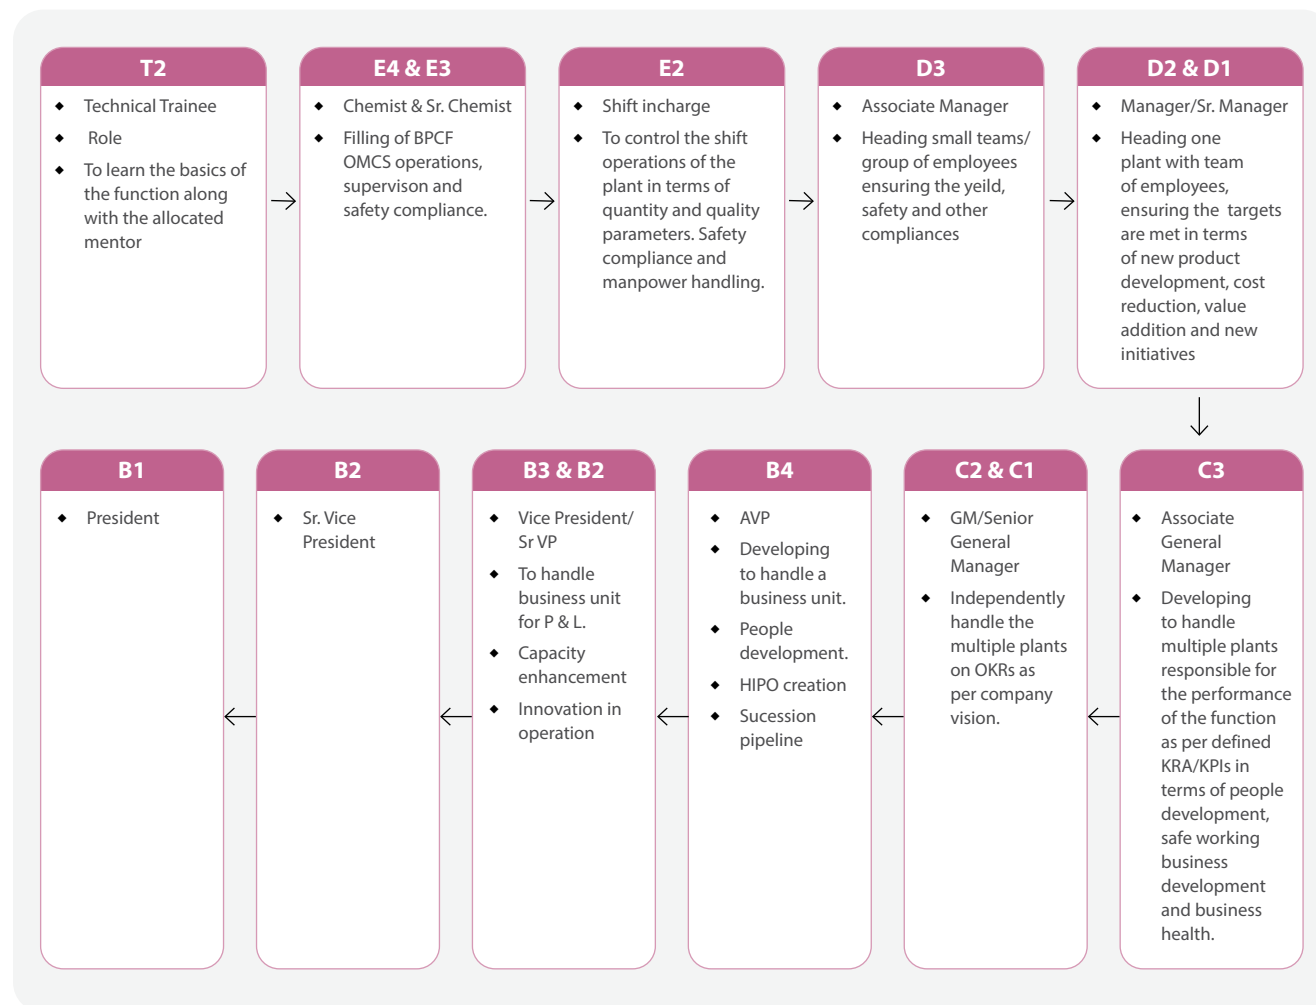 T2
Technical Trainee
Role
To learn the basics of
the function along
with the allocated
mentor
E4 & E3
Chemist & Sr. Chemist
Filling of BPCF
OMCS operations,
supervison and
safety compliance.
E2
Shift incharge
To control the shift
operations of the
plant in terms of
quantity and quality
parameters. Safety
compliance and
manpower handling.
D3
Associate Manager
Heading small teams/
group of employees
ensuring the yeild,
safety and other
compliances
D2 & D1
Manager/Sr. Manager
Heading one
plant with team
of employees,
ensuring the targets
are met in terms
of new product
development, cost
reduction, value
addition and new
initiatives
C3
Associate
General
Manager
Developing
to handle
multiple plants
responsible for
the performance
of the function
as per defined
KRA/KPIs in
terms of people
development,
safe working
business
development
and business
health.
C2 & C1
GM/Senior
General
Manager
Independently
handle the
multiple plants
on OKRs as
per company
vision.
B4
AVP
Developing
to handle a
business unit.
People
development.
HIPO creation
Sucession
pipeline
B3 & B2
Vice President/
Sr VP
To handle
business unit
for P & L.
Capacity
enhancement
Innovation in
operation
B2
Sr. Vice
President
B1
President